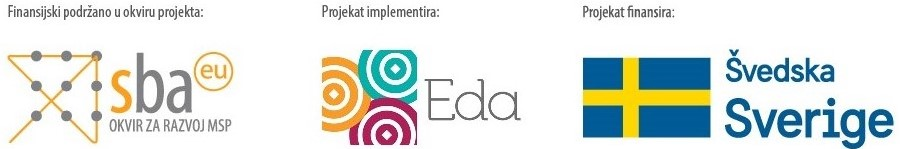 Finansijski podržano u okviru projekta:
sba eu
OKVIR ZA RAZVOJ MSP
Projekat implementira:
Eda
Projekat finansira:
Švedska
Sverige